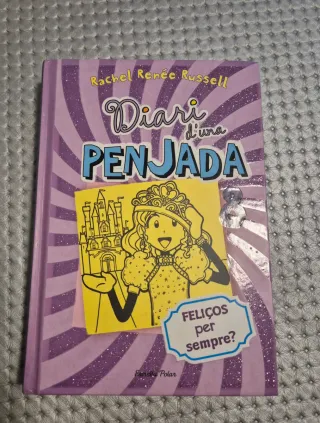 Rachel Renée Russell
Diari
d'una
PENJADA
FELIÇOS
per
sempre?
Estrella Polar